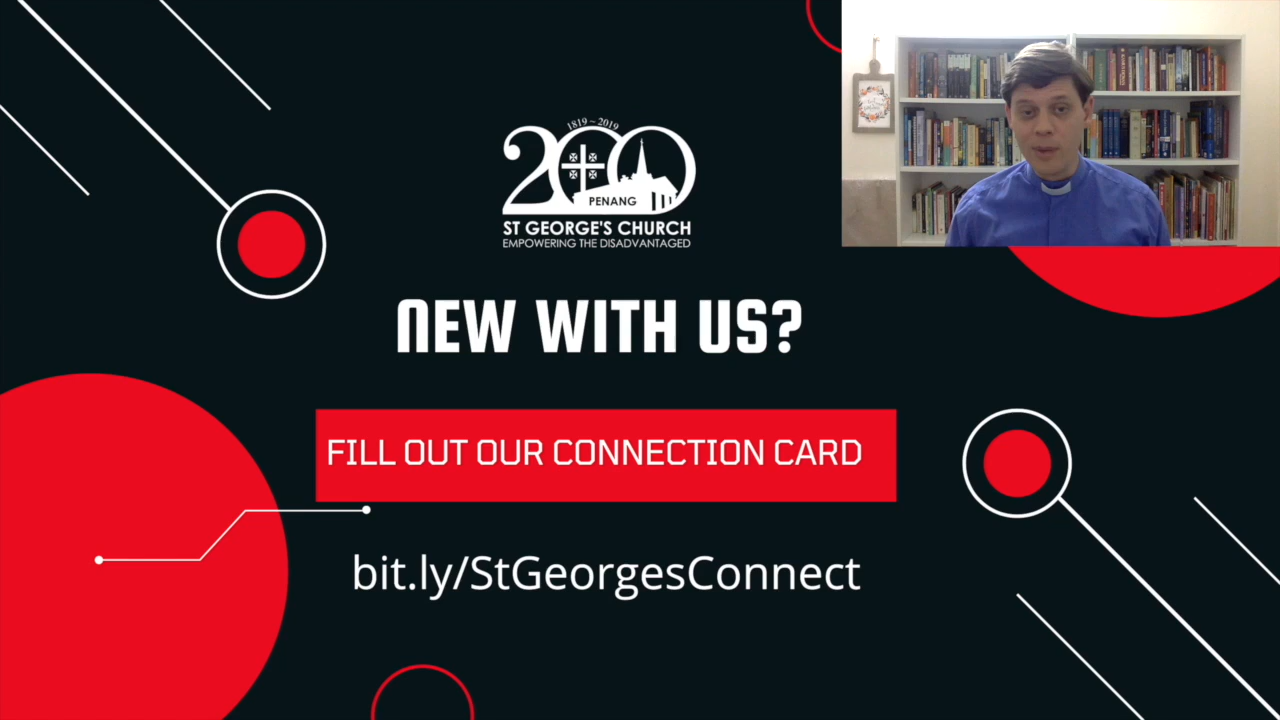 1819 ~ 2019
200
PENANG
ST GEORGE'S CHURCH
EMPOWERING THE DISADVANTAGED
NEW WITH US?
FILL OUT OUR CONNECTION CARD
bit.ly/StGeorgesConnect